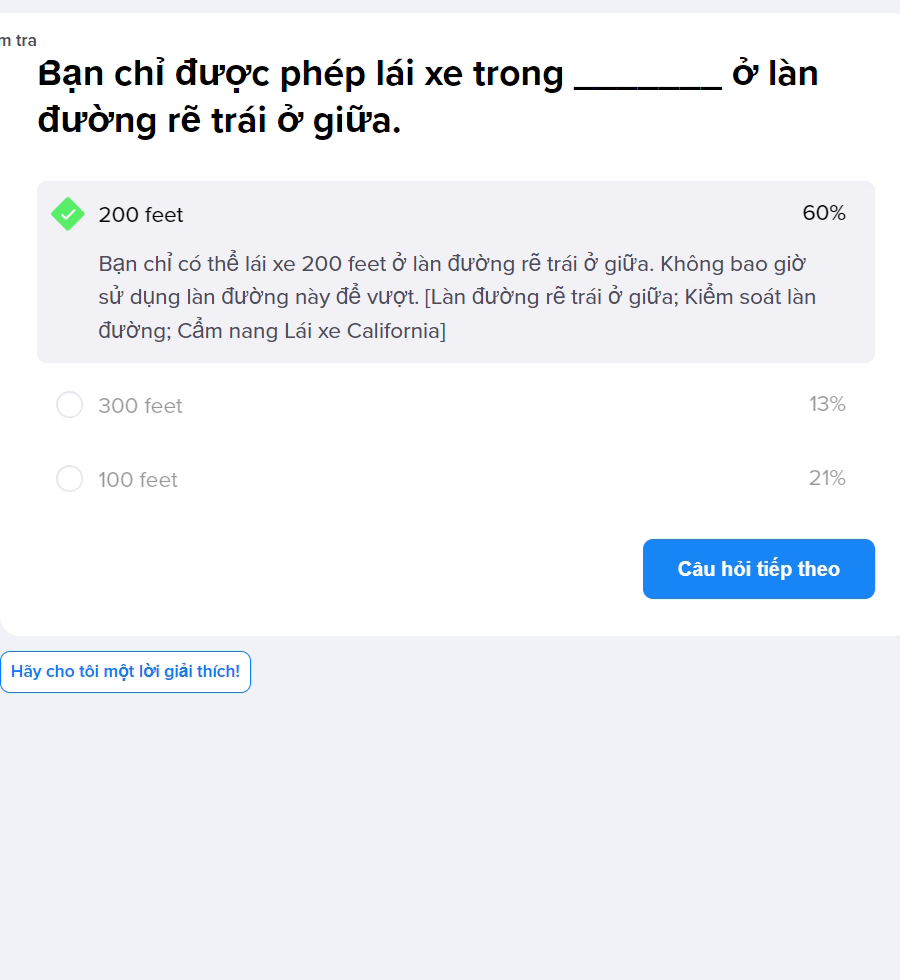 m tra
Bạn chỉ được phép lái xe trong ________ ở làn
đường rẽ trái ở giữa.
200 feet
60%
Bạn chỉ có thể lái xe 200 feet ở làn đường rẽ trái ở giữa. Không bao giờ
sử dụng làn đường này để vượt. [Làn đường rẽ trái ở giữa; Kiểm soát làn
đường; Cẩm nang Lái xe California]
300 feet
13%
100 feet
21%
Câu hỏi tiếp theo
Hãy cho tôi một lời giải thích!